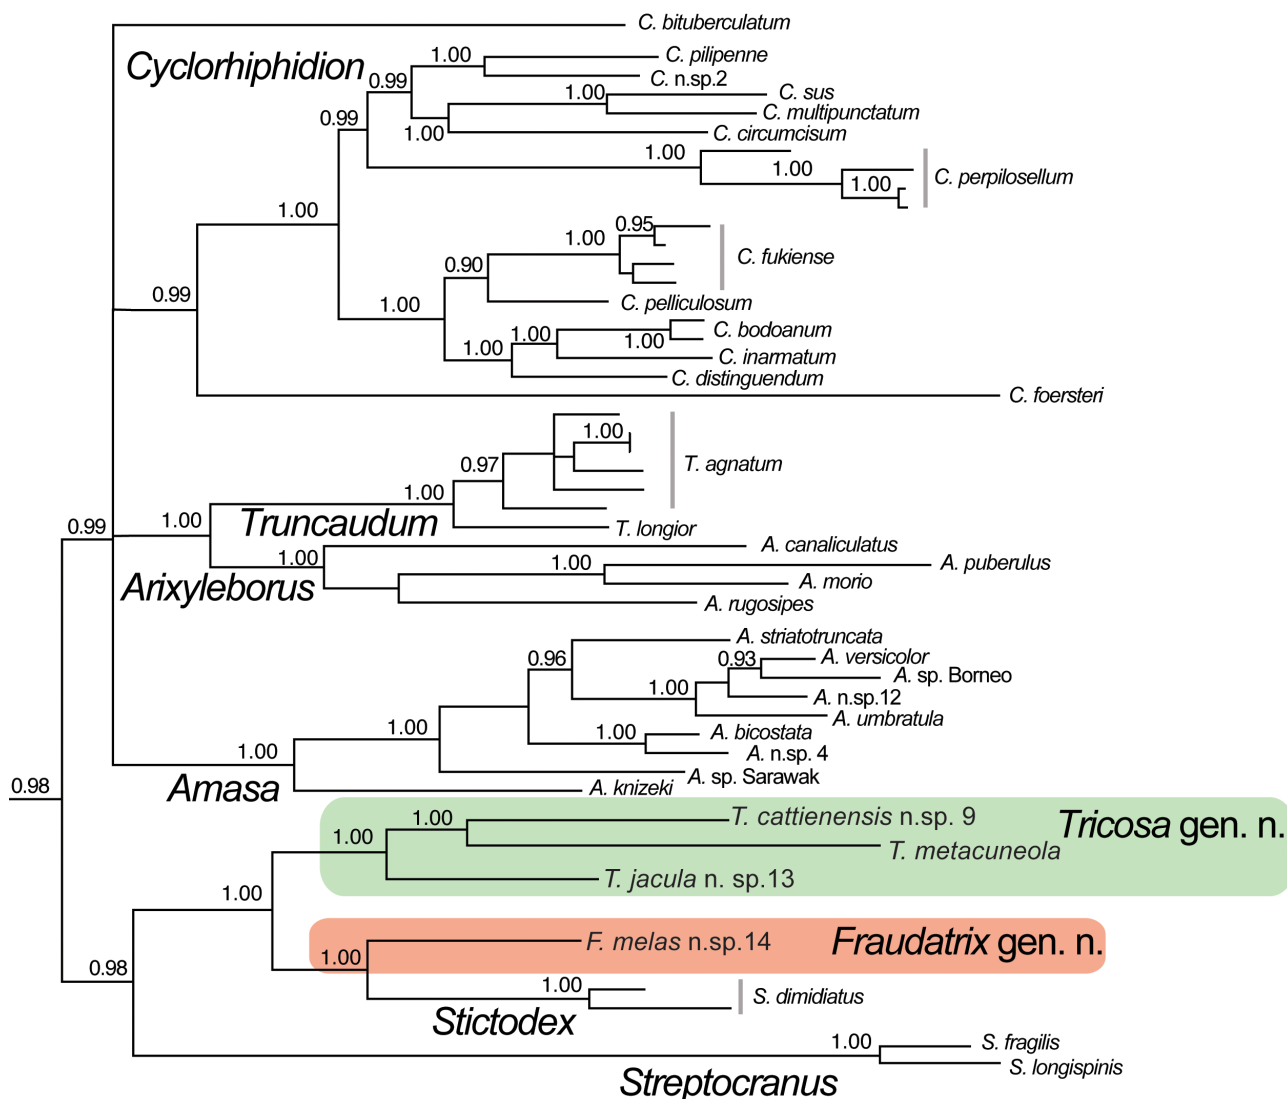 C. bituberculatum
Cyclorhiphidion
1.00
C. pilipenne
0.99
C. n.sp.2
1.00
C. sus
0.99
C. multipunctatum
1.00
C. circumcisum
1.00
1.00
1.00
C. perpilosellum
1.00
0.95
1.00
C. fukiense
0.90
0.99
1.00
C. pelliculosum
1.00
C. bodoanum
1.00
1.00
C. inarmatum
C. distinguendum
C. foersteri
1.00
0.97
T. agnatum
1.00
0.99
1.00
Truncaudum
T. longior
A. canaliculatus
1.00
1.00
A. puberulus
Arixyleborus
A. morio
A. rugosipes
A. striatotruncata
0.96
0.93
A. versicolor
A. sp. Borneo
1.00
A. n.sp.12
A. umbratula
1.00
1.00
A. bicostata
1.00
A. n.sp. 4
A. sp. Sarawak
0.98
Amasa
A. knizeki
1.00
T. cattienensis n.sp. 9
Tricosa gen. n.
1.00
T. metacuneola
T. jacula n. sp.13
1.00
F. melas n.sp.14
Fraudatrix gen. n.
0.98
1.00
1.00
S. dimidiatus
Stictodex
1.00
S. fragilis
S. longispinis
Streptocranus